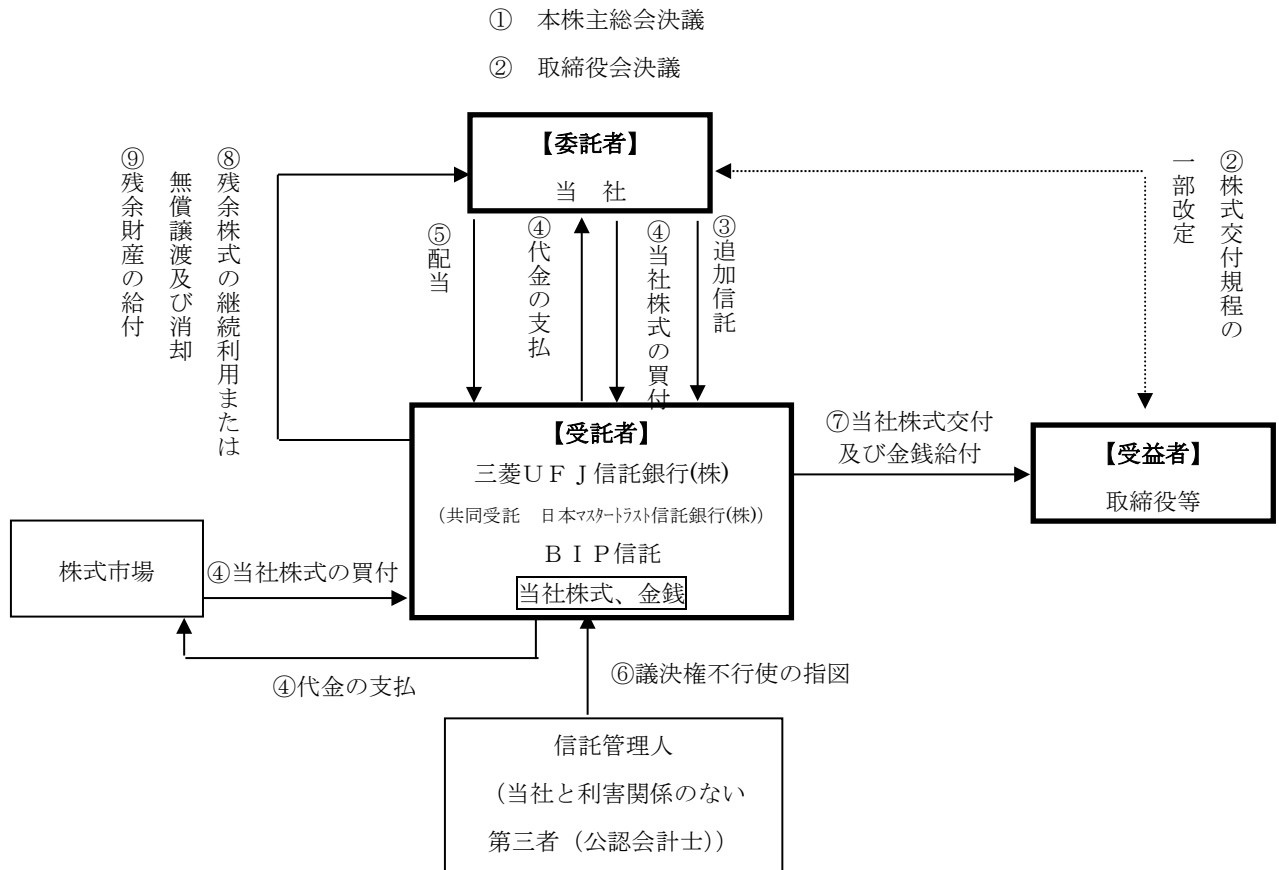 ① 本株主総会決議
② 取締役会決議
【委託者】
当 社
⑨残余財産の給付
⑧残余株式の継続利用または
無償譲渡及び消却
⑤配当
④代金の支払
④当社株式の買付
③追加信託
②株式交付規程の
一部改定
【受託者】
三菱UFJ信託銀行(株)
(共同受託 日本ﾏｽﾀｰﾄﾗｽﾄ信託銀行(株))
BIP信託
当社株式、金銭
⑦当社株式交付
及び金銭給付
【受益者】
取締役等
株式市場
④当社株式の買付
④代金の支払
⑥議決権不行使の指図
信託管理人
(当社と利害関係のない
第三者(公認会計士))